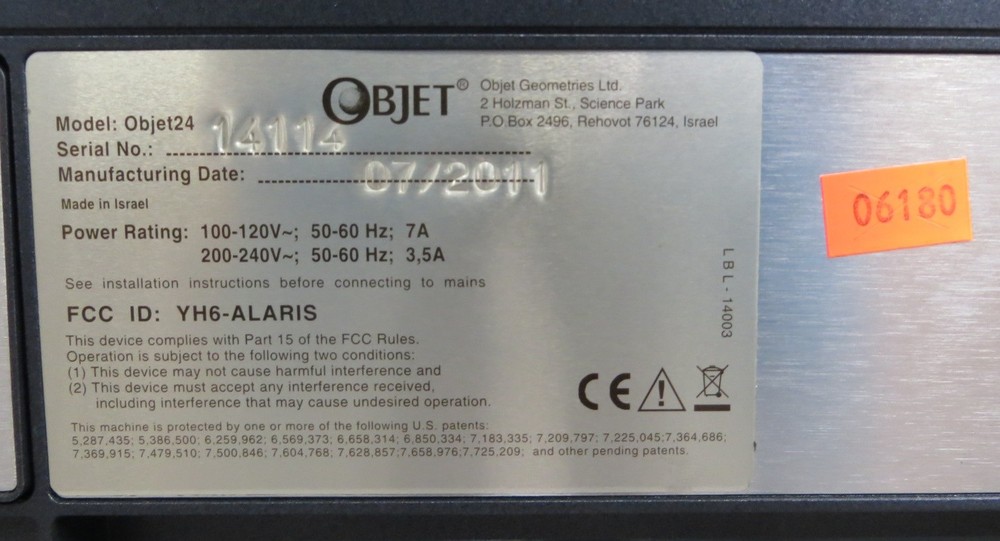 OBJET®
Objet Geometries Ltd.
2 Holzman St., Science Park
P.O.Box 2496, Rehovot 76124, Israel
Model: Objet24
Serial No.: 14114
Manufacturing Date: 07/2011
Made in Israel
Power Rating: 100-120V~; 50-60 Hz; 7A
200-240V~; 50-60 Hz; 3,5A
See installation instructions before connecting to mains
FCC ID: YH6-ALARIS
This device complies with Part 15 of the FCC Rules.
Operation is subject to the following two conditions:
(1) This device may not cause harmful interference and
(2) This device must accept any interference received,
including interference that may cause undesired operation.
This machine is protected by one or more of the following U.S. patents:
5,287,435; 5,386,500; 6,259,962; 6,569,373; 6,658,314; 6,850,334; 7,183,335; 7,209,797; 7,225,045;7,364,686;
7,369,915; 7,479,510; 7,500,846; 7,604,768; 7,628,857;7,658,976;7,725,209; and other pending patents.
LBL-14003
CE
06180